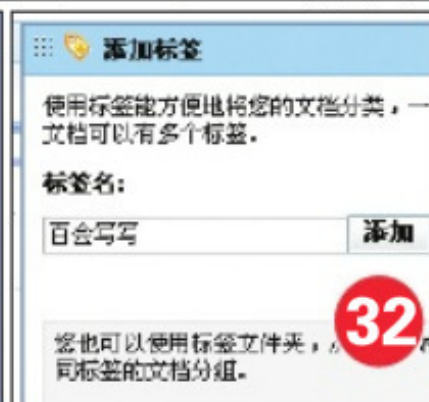 添加标签
使用标签能方便地将您的文档分类,一
文档可以有多个标签。
标签名:
百会写写
添加
32
您也可以使用标签文件夹,
同标签的文档分组。